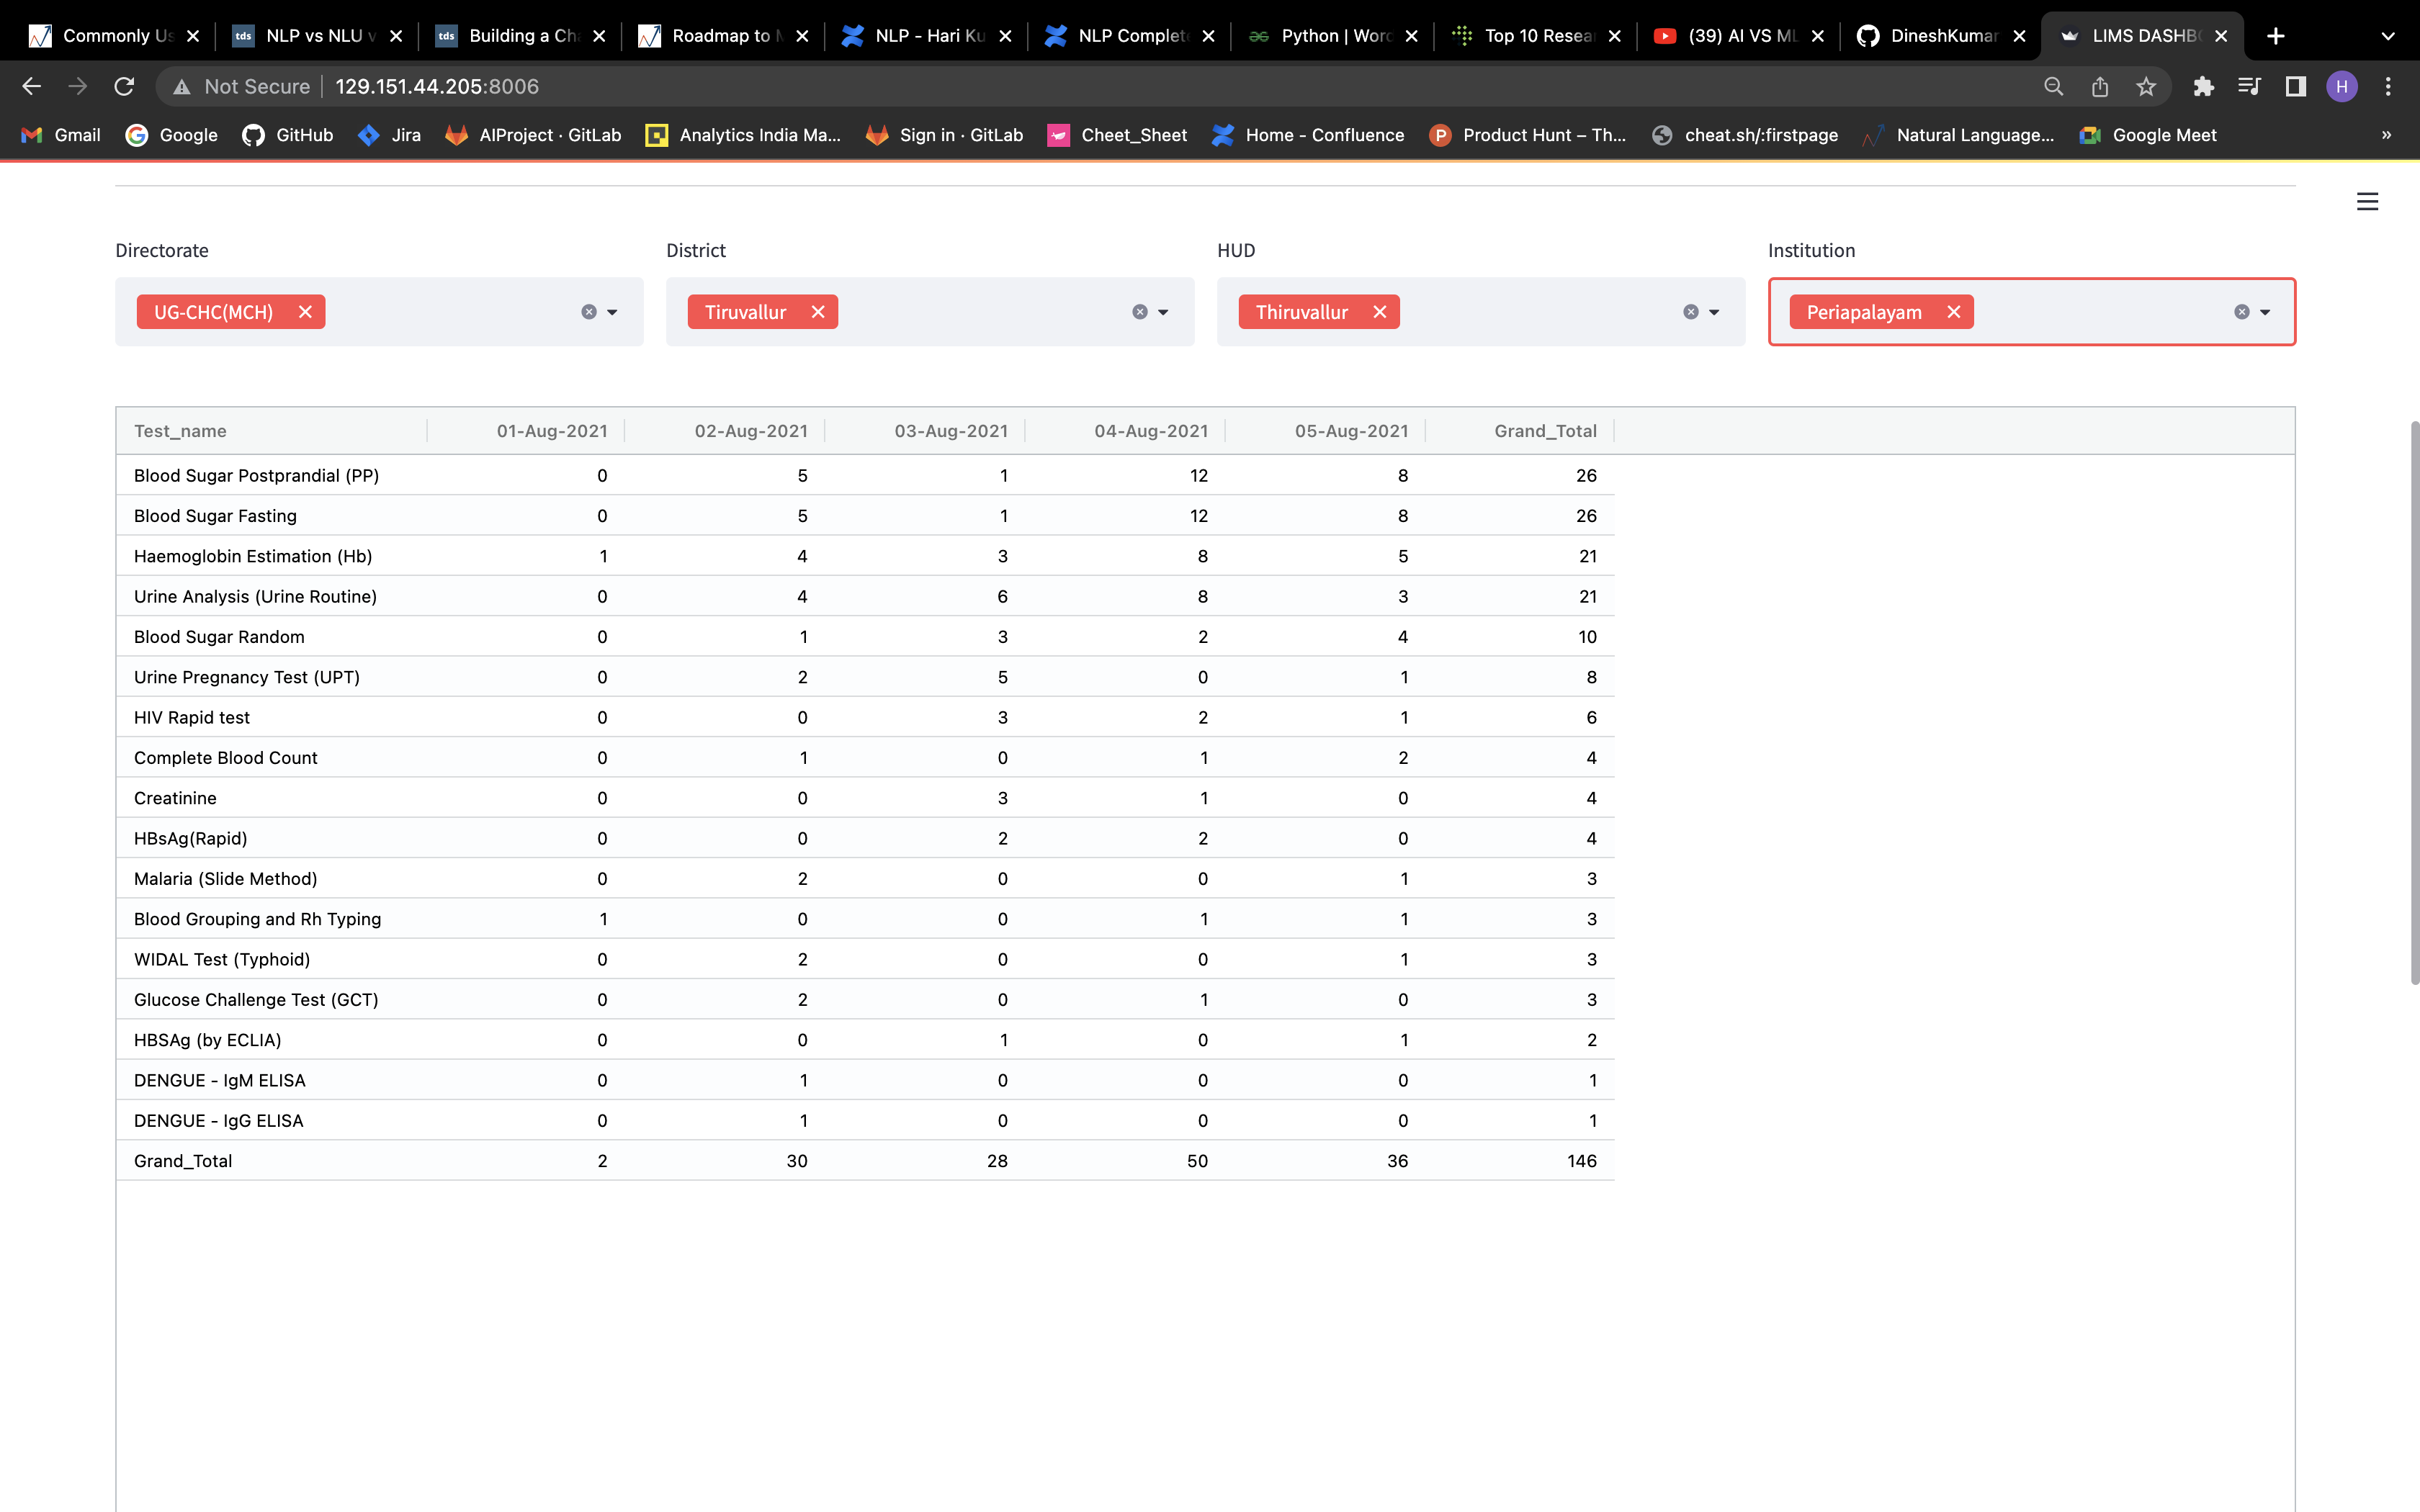 Commonly Us
tds NLP vs NLU v
tds Building a Cha
Roadmap to
NLP - Hari Ku
NLP Complet
Python | Word
Top 10 Resea
(39) AI VS ML
DineshKumar
LIMS DASHBO
Not Secure 129.151.44.205:8006 H
Gmail Google GitHub Jira AIProject · GitLab Analytics India Ma... Sign in · GitLab Cheet_Sheet Home - Confluence P Product Hunt – Th... cheat.sh/:firstpage Natural Language... Google Meet »
Directorate District HUD Institution
UG-CHC(MCH) Tiruvallur Thiruvallur Periapalayam
Test_name 01-Aug-2021 02-Aug-2021 03-Aug-2021 04-Aug-2021 05-Aug-2021 Grand_Total
Blood Sugar Postprandial (PP) 0 5 1 12 8 26
Blood Sugar Fasting 0 5 1 12 8 26
Haemoglobin Estimation (Hb) 1 4 3 8 5 21
Urine Analysis (Urine Routine) 0 4 6 8 3 21
Blood Sugar Random 0 1 3 2 4 10
Urine Pregnancy Test (UPT) 0 2 5 0 1 8
HIV Rapid test 0 0 3 2 1 6
Complete Blood Count 0 1 0 1 2 4
Creatinine 0 0 3 1 0 4
HBsAg(Rapid) 0 0 2 2 0 4
Malaria (Slide Method) 0 2 0 0 1 3
Blood Grouping and Rh Typing 1 0 0 1 1 3
WIDAL Test (Typhoid) 0 2 0 0 1 3
Glucose Challenge Test (GCT) 0 2 0 1 0 3
HBSAg (by ECLIA) 0 0 1 0 1 2
DENGUE - IgM ELISA 0 1 0 0 0 1
DENGUE - IgG ELISA 0 1 0 0 0 1
Grand_Total 2 30 28 50 36 146